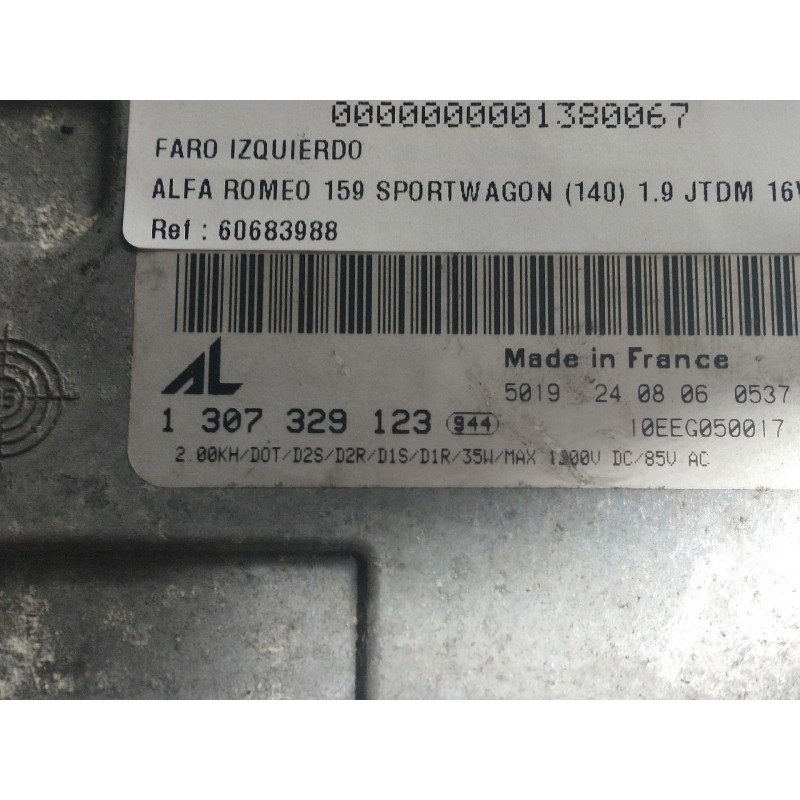 0000000001380067
FARO IZQUIERDO
ALFA ROMEO 159 SPORTWAGON (140) 1.9 JTDM 16V
Ref : 60683988
AL
Made in France
5019 24 08 06 0537
1 307 329 123 944
10EEG050017
2.00KH/DOT/D2S/D2R/D1S/D1R/35W/MAX 1200V DC/85V AC